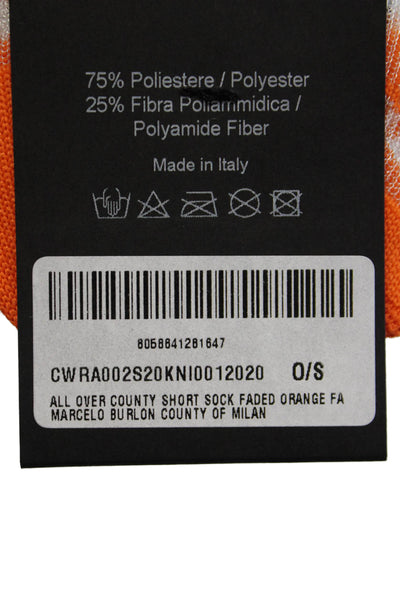 75% Poliestere / Polyester
25% Fibra Poliammidica /
Polyamide Fiber
Made in Italy
8058641281647
CWRA002S20KNI0012020 O/S
ALL OVER COUNTY SHORT SOCK FADED ORANGE FA
MARCELO BURLON COUNTY OF MILAN